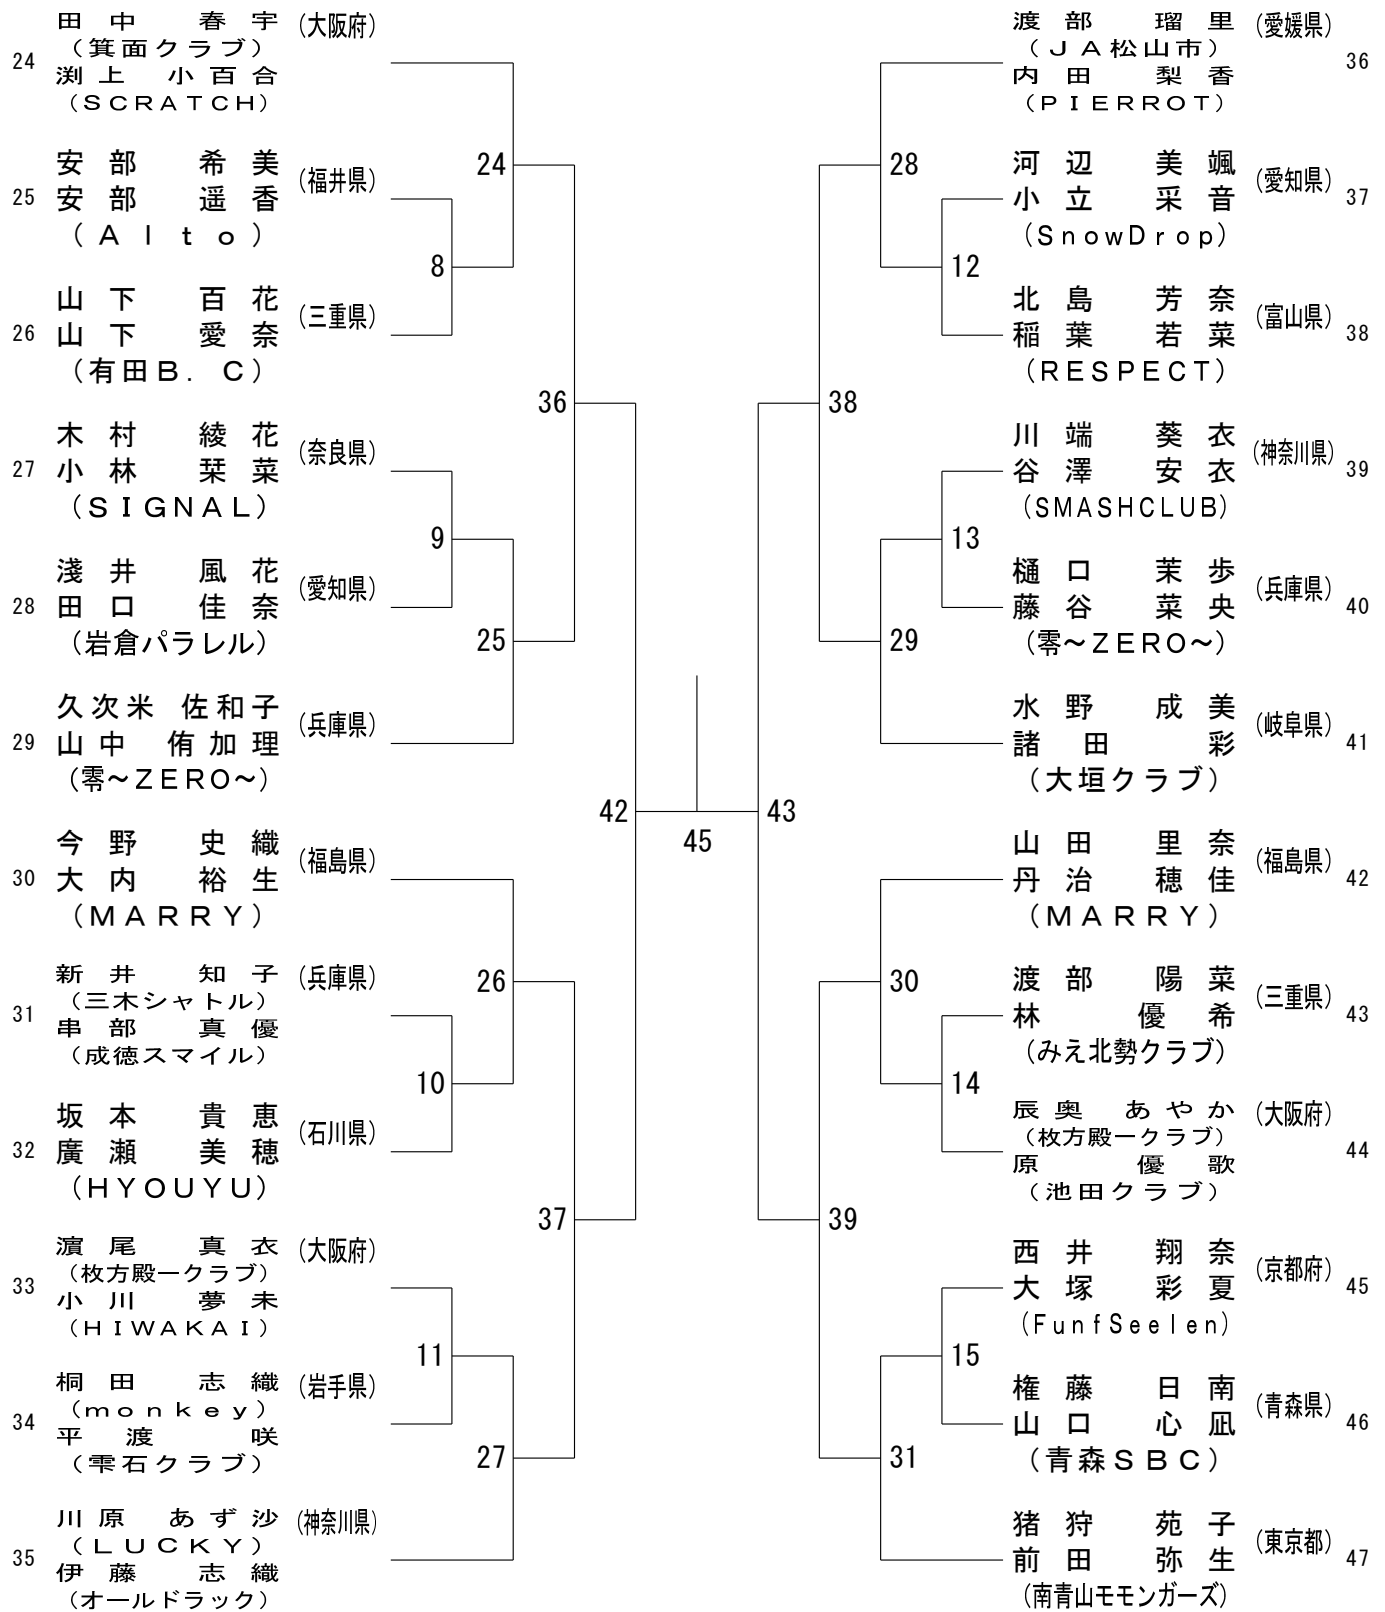 24
田中 春宇 (大阪府)
(箕面クラブ)
渕上 小百合
(SCRATCH)
25
安部 希美 (福井県)
安部 遥香
(Alto)
26
山下 百花 (三重県)
山下 愛奈
(有田B. C)
27
木村 綾花 (奈良県)
小林 栞菜
(SIGNAL)
28
淺井 風花 (愛知県)
田口 佳奈
(岩倉パラレル)
29
久次米 佐和子 (兵庫県)
山中 侑加理
(零～ZERO～)
30
今野 史織 (福島県)
大内 裕生
(MARRY)
31
新井 知子 (兵庫県)
(三木シャトル)
串部 真優
(成徳スマイル)
32
坂本 貴恵 (石川県)
廣瀬 美穂
(HYOUYU)
33
濵尾 真衣 (大阪府)
(枚方殿一クラブ)
小川 夢未
(HIWAKAI)
34
桐田 志織 (岩手県)
(monkey)
平渡 咲
(雫石クラブ)
35
川原 あず沙 (神奈川県)
(LUCKY)
伊藤 志織
(オールドラック)
24
8
36
9
25
42
26
10
37
11
27
45
28
12
38
13
29
43
30
14
39
15
31
渡部 瑠里 (愛媛県)
(JA松山市)
内田 梨香
(PIERROT)
36
河辺 美颯 (愛知県)
小立 采音
(SnowDrop)
37
北島 芳奈 (富山県)
稲葉 若菜
(RESPECT)
38
川端 葵衣 (神奈川県)
谷澤 安衣
(SMASHCLUB)
39
樋口 茉歩 (兵庫県)
藤谷 菜央
(零～ZERO～)
40
水野 成美 (岐阜県)
諸田 彩
(大垣クラブ)
41
山田 里奈 (福島県)
丹治 穂佳
(MARRY)
42
渡部 陽菜 (三重県)
林 優希
(みえ北勢クラブ)
43
辰奥 あやか (大阪府)
(枚方殿一クラブ)
原 優歌
(池田クラブ)
44
西井 翔奈 (京都府)
大塚 彩夏
(FunfSeelen)
45
権藤 日南 (青森県)
山口 心凪
(青森SBC)
46
猪狩 苑子 (東京都)
前田 弥生
(南青山モモンガーズ)
47